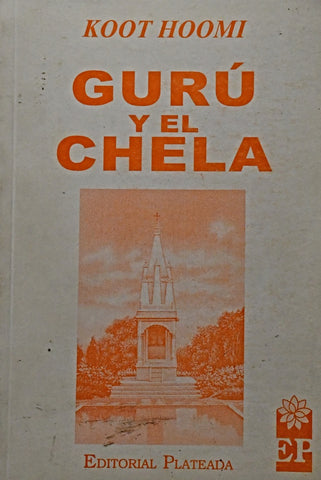 KOOT HOOMI
GURÚ
Y EL
CHELA
EDITORIAL PLATEADA
EP